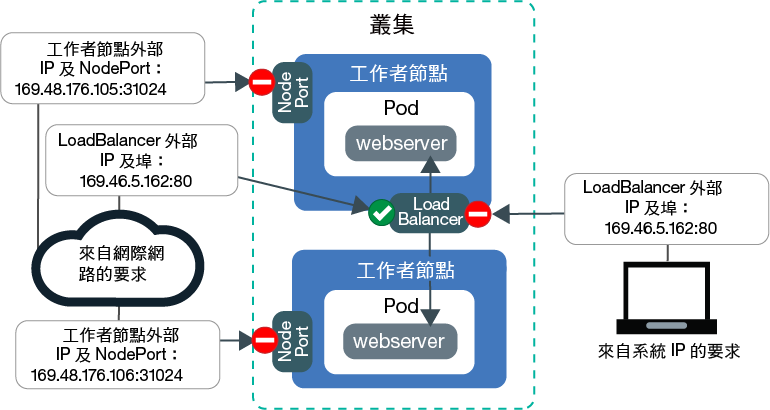 叢集
工作者節點外部
IP 及 NodePort：
169.48.176.105:31024
Node
Port
工作者節點
Pod
webserver
LoadBalancer 外部
IP 及埠：
169.46.5.162:80
Load
Balancer
LoadBalancer 外部
IP 及埠：
169.46.5.162:80
來自網際網
路的要求
工作者節點
Pod
webserver
Node
Port
工作者節點外部
IP 及 NodePort：
169.48.176.106:31024
來自系統 IP 的要求